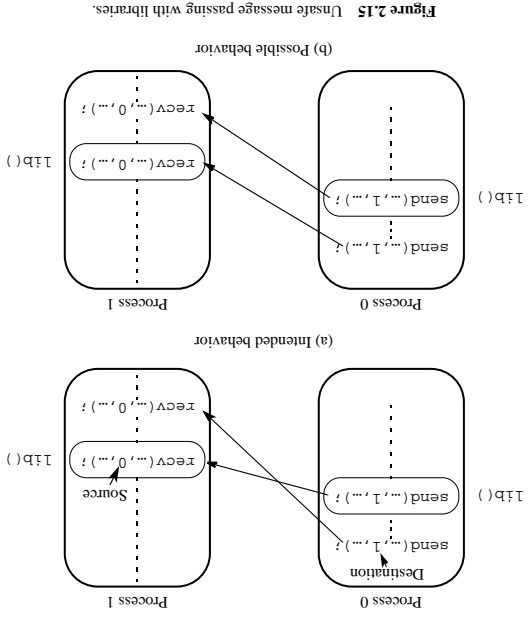 Process 0
Process 1
Destination
send(…,1,…);
lib()
send(…,1,…);
Source
recv(…,0,…);
lib()
recv(…,0,…);
(a) Intended behavior
Process 0
Process 1
send(…,1,…);
lib()
send(…,1,…);
recv(…,0,…);
lib()
recv(…,0,…);
(b) Possible behavior
Figure 2.15 Unsafe message passing with libraries.